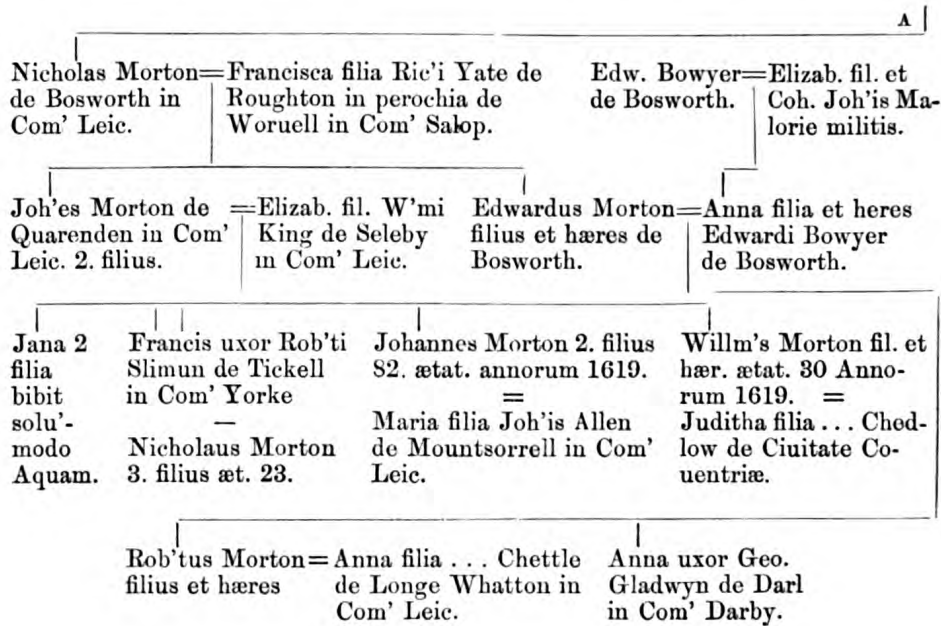 A
Nicholas Morton=Francisca filia Ric'i Yate de
de Bosworth in Roughton in perochia de
Com' Leic. Woruell in Com' Salop.
Edw. Bowyer=Elizab. fil. et
de Bosworth. Coh. Joh'is Ma-
lorie militis.
Joh'es Morton de =Elizab. fil. W'mi
Quarenden in Com' King de Seleby
Leic. 2. filius. in Com' Leic.
Edwardus Morton=Anna filia et heres
filius et hæres de Edwardi Bowyer
Bosworth. de Bosworth.
Jana 2
filia
bibit
solu'-
modo
Aquam.
Francis uxor Rob'ti
Slimun de Tickell
in Com' Yorke
—
Nicholaus Morton
3. filius æt. 23.
Johannes Morton 2. filius
S2. ætat. annorum 1619.
=
Maria filia Joh'is Allen
de Mountsorrell in Com'
Leic.
Willm's Morton fil. et
hær. ætat. 30 Anno-
rum 1619. =
Juditha filia . . . Chod-
low de Ciuitate Co-
uentriæ.
Rob'tus Morton= Anna filia . . . Chettle
filius et hæres de Longe Whatton in
Com' Leic.
Anna uxor Geo.
Gladwyn de Darl
in Com' Darby.